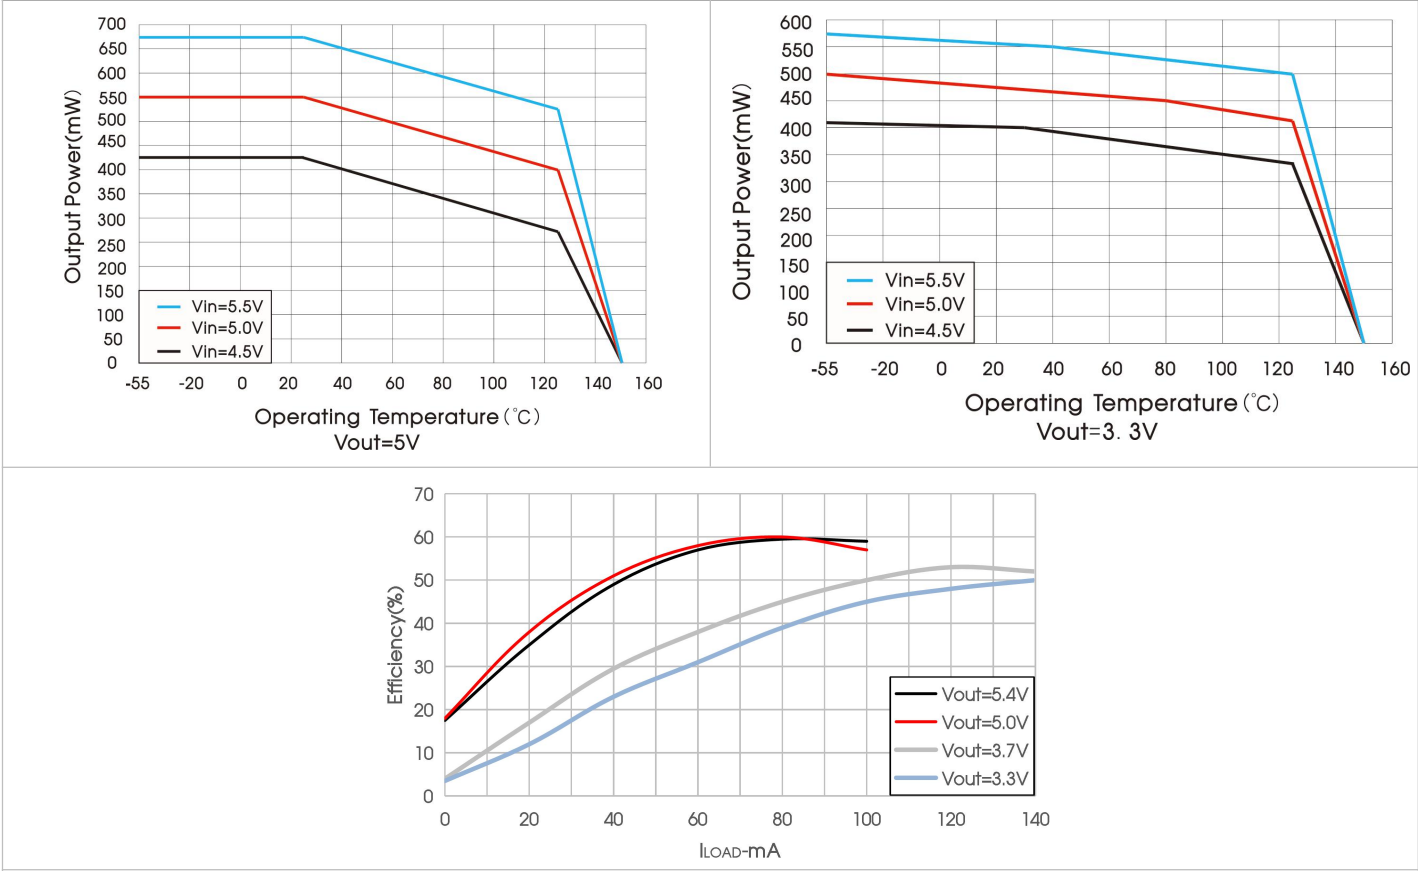 700
650
600
550
500
450
400
350
300
250
200
150
100
50
0
Output Power(mW)
Vin=5.5V
Vin=5.0V
Vin=4.5V
-55 -20 0 20 40 60 80 100 120 140 160
Operating Temperature(℃)
Vout=5V
600
550
500
450
400
350
300
250
200
150
100
50
0
Output Power(mW)
Vin=5.5V
Vin=5.0V
Vin=4.5V
-55 -20 0 20 40 60 80 100 120 140 160
Operating Temperature(℃)
Vout=3. 3V
70
60
50
40
30
20
10
0
Efficiency(%)
Vout=5.4V
Vout=5.0V
Vout=3.7V
Vout=3.3V
0 20 40 60 80 100 120 140
ILOAD-mA